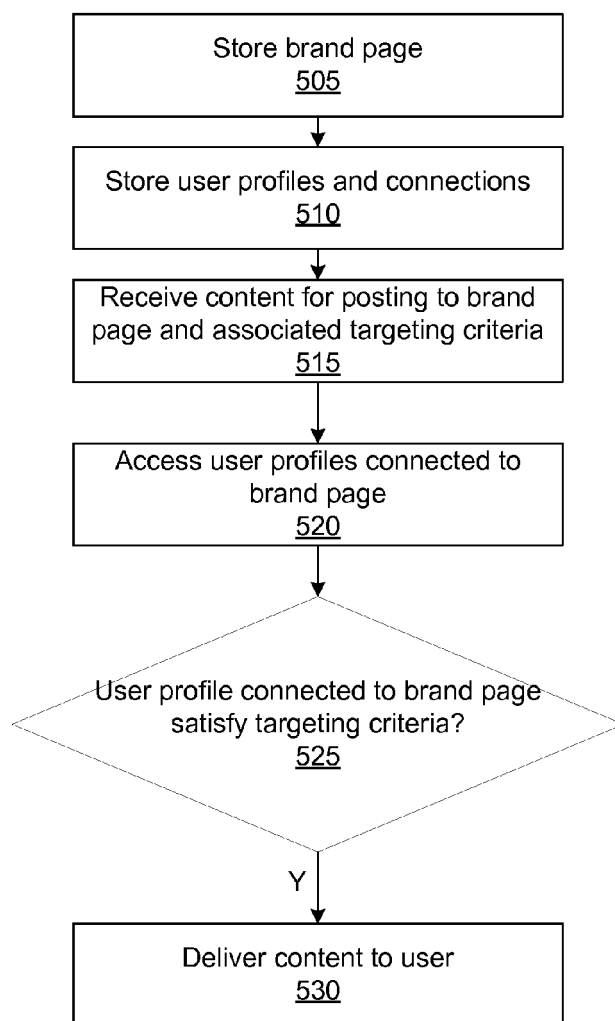 Store brand page
505
Store user profiles and connections
510
Receive content for posting to brand
page and associated targeting criteria
515
Access user profiles connected to
brand page
520
User profile connected to brand page
satisfy targeting criteria?
525
Y
Deliver content to user
530